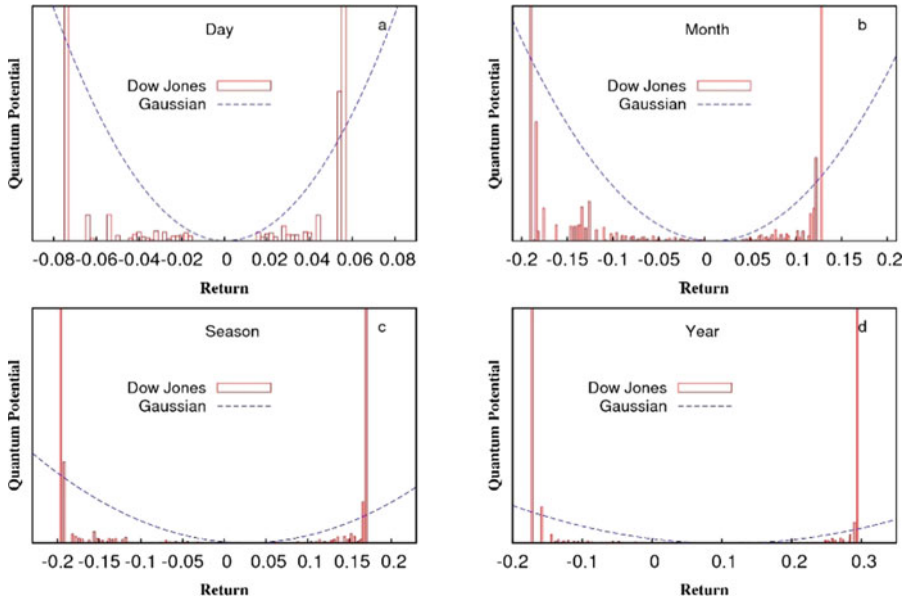 Day
a
Quantum Potential
Dow Jones
Gaussian
-0.08 -0.06 -0.04 -0.02 0 0.02 0.04 0.06 0.08
Return
Month
b
Quantum Potential
Dow Jones
Gaussian
-0.2 -0.15 -0.1 -0.05 0 0.05 0.1 0.15 0.2
Return
Season
c
Quantum Potential
Dow Jones
Gaussian
-0.2 -0.15 -0.1 -0.05 0 0.05 0.1 0.15 0.2
Return
Year
d
Quantum Potential
Dow Jones
Gaussian
-0.2 -0.1 0 0.1 0.2 0.3
Return